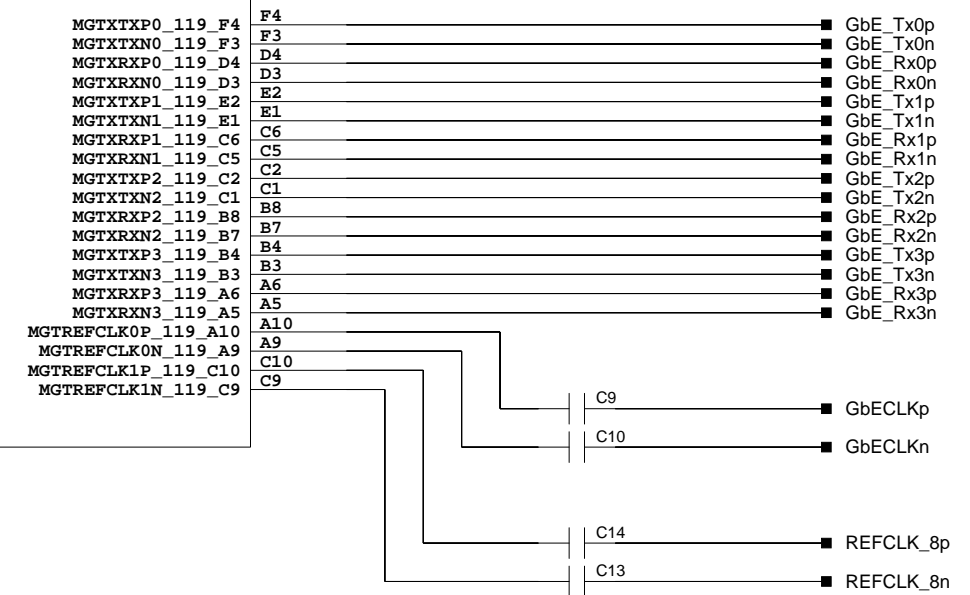 MGTXTXP0_119_F4 F4 GbE_Tx0p
MGTXTXN0_119_F3 F3 GbE_Tx0n
MGTXRXP0_119_D4 D4 GbE_Rx0p
MGTXRXN0_119_D3 D3 GbE_Rx0n
MGTXTXP1_119_E2 E2 GbE_Tx1p
MGTXTXN1_119_E1 E1 GbE_Tx1n
MGTXRXP1_119_C6 C6 GbE_Rx1p
MGTXRXN1_119_C5 C5 GbE_Rx1n
MGTXTXP2_119_C2 C2 GbE_Tx2p
MGTXTXN2_119_C1 C1 GbE_Tx2n
MGTXRXP2_119_B8 B8 GbE_Rx2p
MGTXRXN2_119_B7 B7 GbE_Rx2n
MGTXTXP3_119_B4 B4 GbE_Tx3p
MGTXTXN3_119_B3 B3 GbE_Tx3n
MGTXRXP3_119_A6 A6 GbE_Rx3p
MGTXRXN3_119_A5 A5 GbE_Rx3n
MGTREFCLK0P_119_A10 A10
MGTREFCLK0N_119_A9 A9
MGTREFCLK1P_119_C10 C10
MGTREFCLK1N_119_C9 C9
C9 GbECLKp
C10 GbECLKn
C14 REFCLK_8p
C13 REFCLK_8n